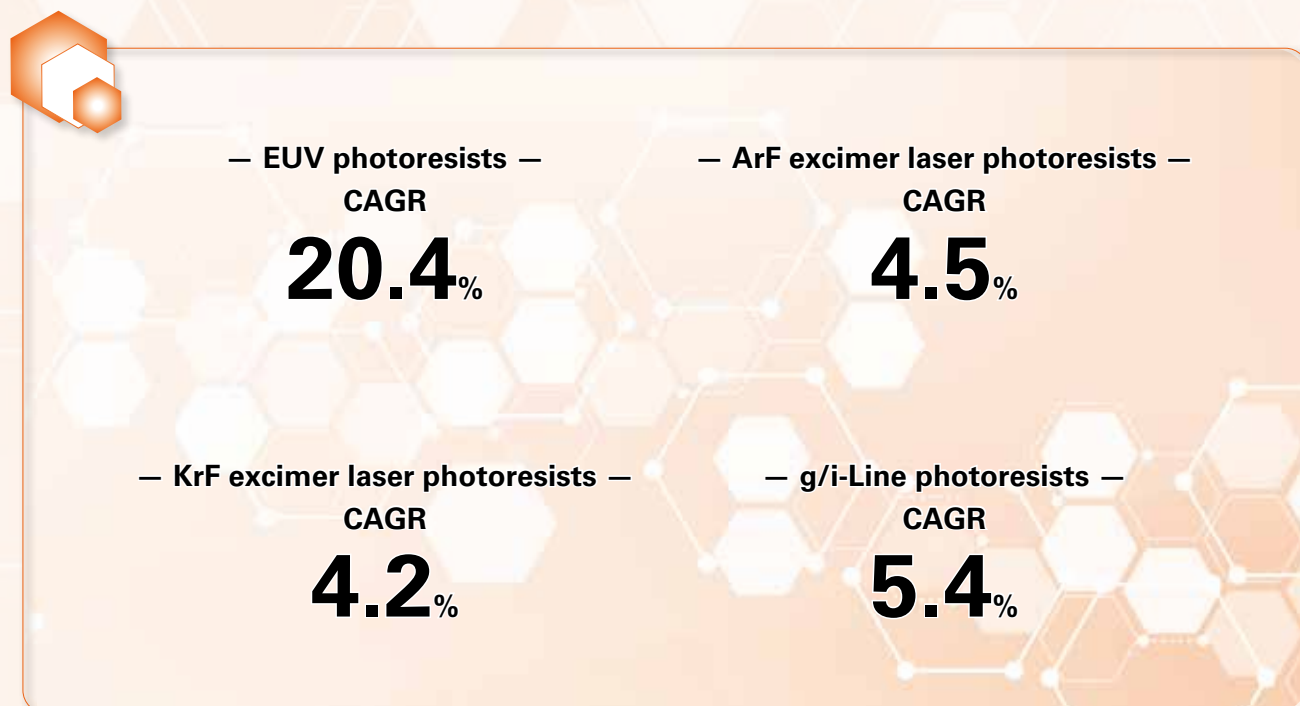 — EUV photoresists —
CAGR
20.4%
— ArF excimer laser photoresists —
CAGR
4.5%
— KrF excimer laser photoresists —
CAGR
4.2%
— g/i-Line photoresists —
CAGR
5.4%